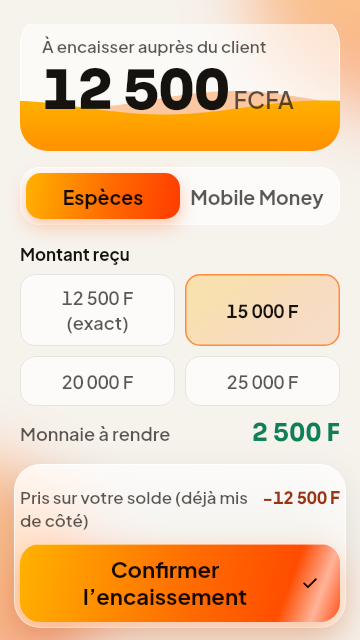 À encaisser auprès du client
12 500 FCFA
Espèces
Mobile Money
Montant reçu
12 500 F
(exact)
15 000 F
20 000 F
25 000 F
Monnaie à rendre
2 500 F
Pris sur votre solde (déjà mis
de côté)
−12 500 F
Confirmer
l’encaissement